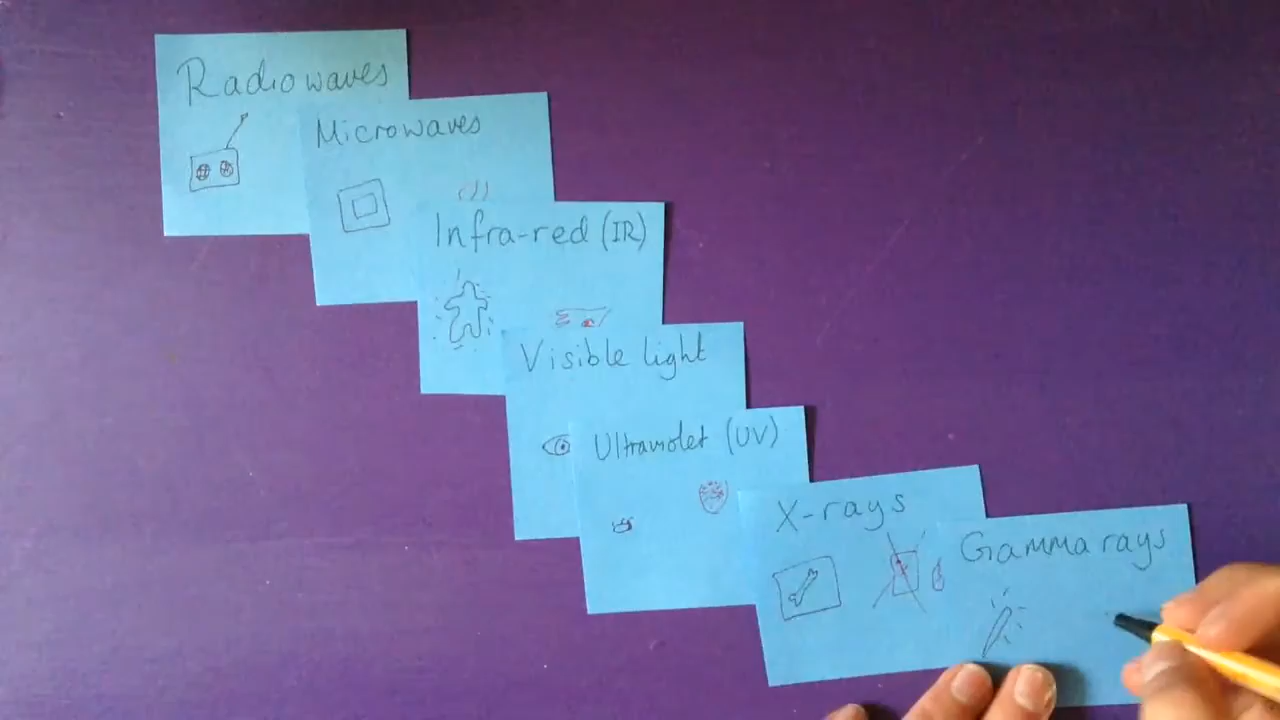 Radiowaves
Microwaves
Infra-red (IR)
Visible light
Ultraviolet (UV)
X-rays
Gamma rays